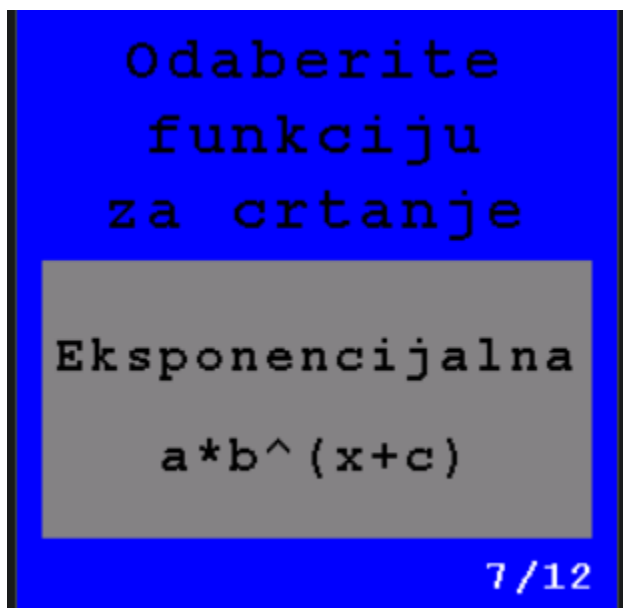 Odaberite
funkciju
za crtanje
Eksponencijalna
a*b^(x+c)
7/12